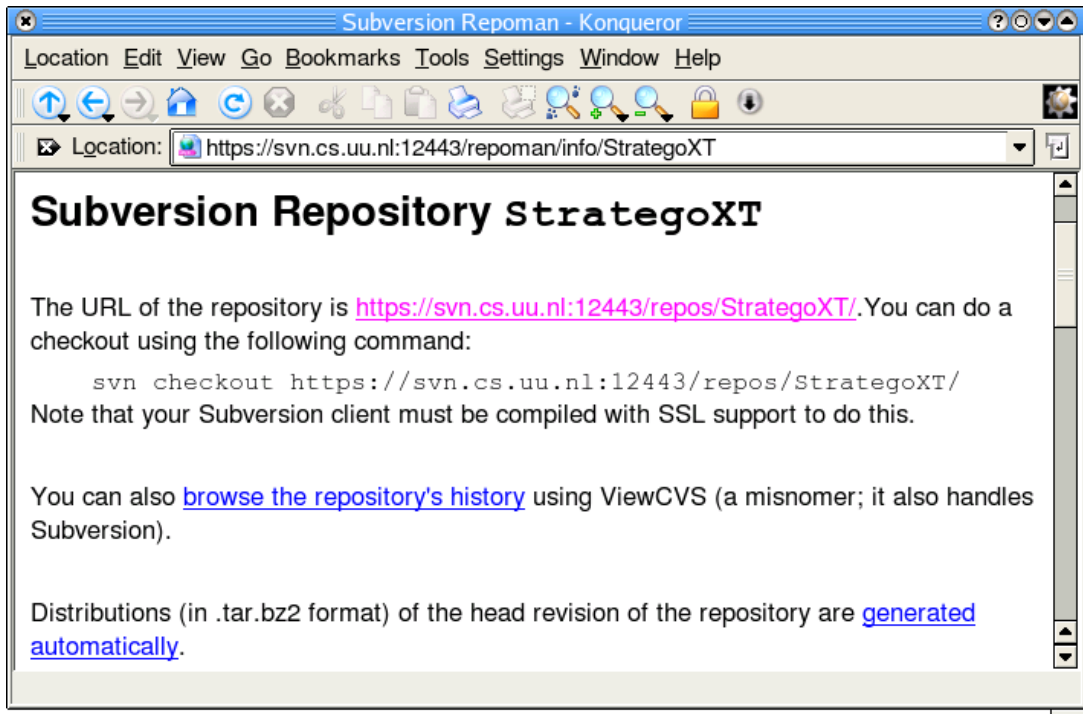 Subversion Repoman - Konqueror
Location Edit View Go Bookmarks Tools Settings Window Help
Location: https://svn.cs.uu.nl:12443/repoman/info/StrategoXT
Subversion Repository StrategoXT
The URL of the repository is https://svn.cs.uu.nl:12443/repos/StrategoXT/.You can do a
checkout using the following command:
svn checkout https://svn.cs.uu.nl:12443/repos/StrategoXT/
Note that your Subversion client must be compiled with SSL support to do this.
You can also browse the repository's history using ViewCVS (a misnomer; it also handles
Subversion).
Distributions (in .tar.bz2 format) of the head revision of the repository are generated
automatically.